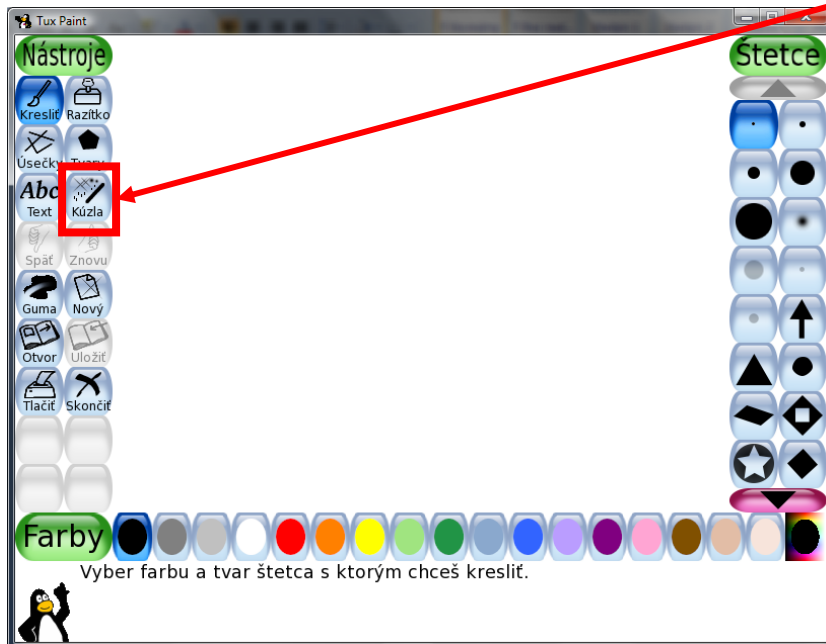 Tux Paint
Nástroje
Štetce
Kresliť Razítko
Úsečky Tvary
Abc
Text Kúzla
Späť Znovu
Guma Nový
Otvor Uložiť
Tlačiť Skončiť
Farby
Vyber farbu a tvar štetca s ktorým chceš kresliť.